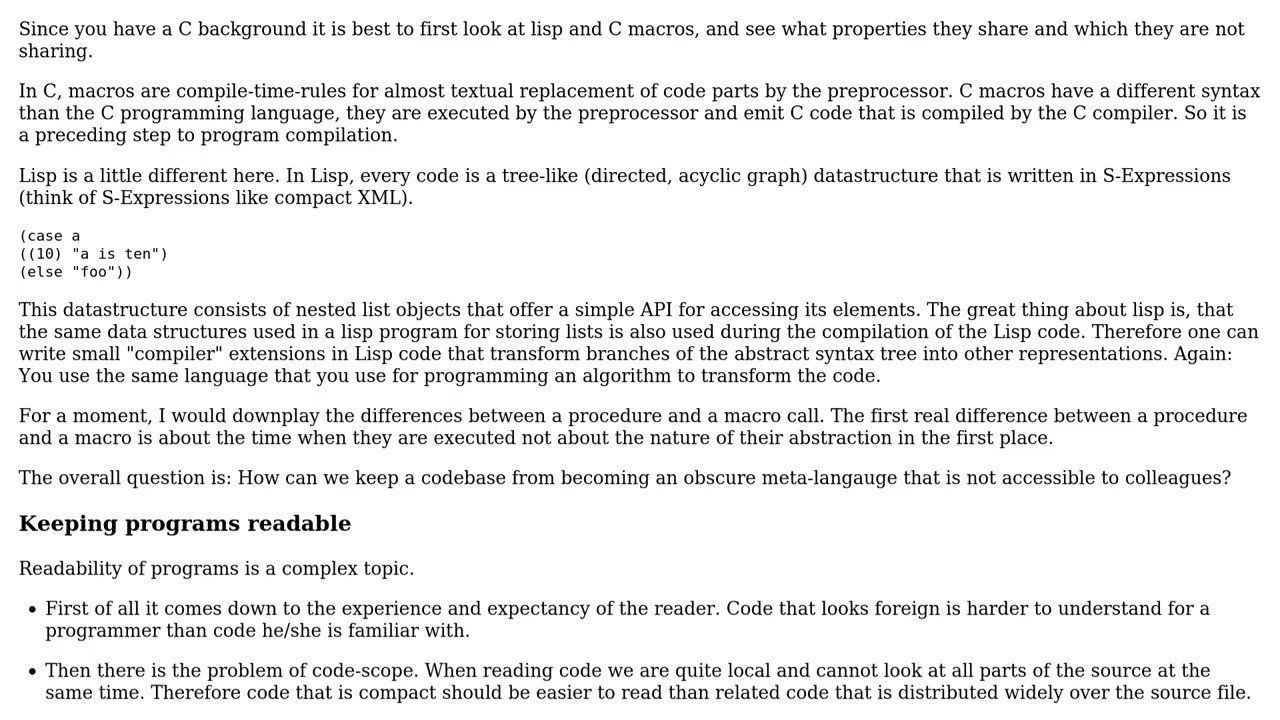 Since you have a C background it is best to first look at lisp and C macros, and see what properties they share and which they are not
sharing.
In C, macros are compile-time-rules for almost textual replacement of code parts by the preprocessor. C macros have a different syntax
than the C programming language, they are executed by the preprocessor and emit C code that is compiled by the C compiler. So it is
a preceding step to program compilation.
Lisp is a little different here. In Lisp, every code is a tree-like (directed, acyclic graph) datastructure that is written in S-Expressions
(think of S-Expressions like compact XML).
(case a
((10) "a is ten")
(else "foo"))
This datastructure consists of nested list objects that offer a simple API for accessing its elements. The great thing about lisp is, that
the same data structures used in a lisp program for storing lists is also used during the compilation of the Lisp code. Therefore one can
write small "compiler" extensions in Lisp code that transform branches of the abstract syntax tree into other representations. Again:
You use the same language that you use for programming an algorithm to transform the code.
For a moment, I would downplay the differences between a procedure and a macro call. The first real difference between a procedure
and a macro is about the time when they are executed not about the nature of their abstraction in the first place.
The overall question is: How can we keep a codebase from becoming an obscure meta-langauge that is not accessible to colleagues?
Keeping programs readable
Readability of programs is a complex topic.
• First of all it comes down to the experience and expectancy of the reader. Code that looks foreign is harder to understand for a
programmer than code he/she is familiar with.
• Then there is the problem of code-scope. When reading code we are quite local and cannot look at all parts of the source at the
same time. Therefore code that is compact should be easier to read than related code that is distributed widely over the source file.